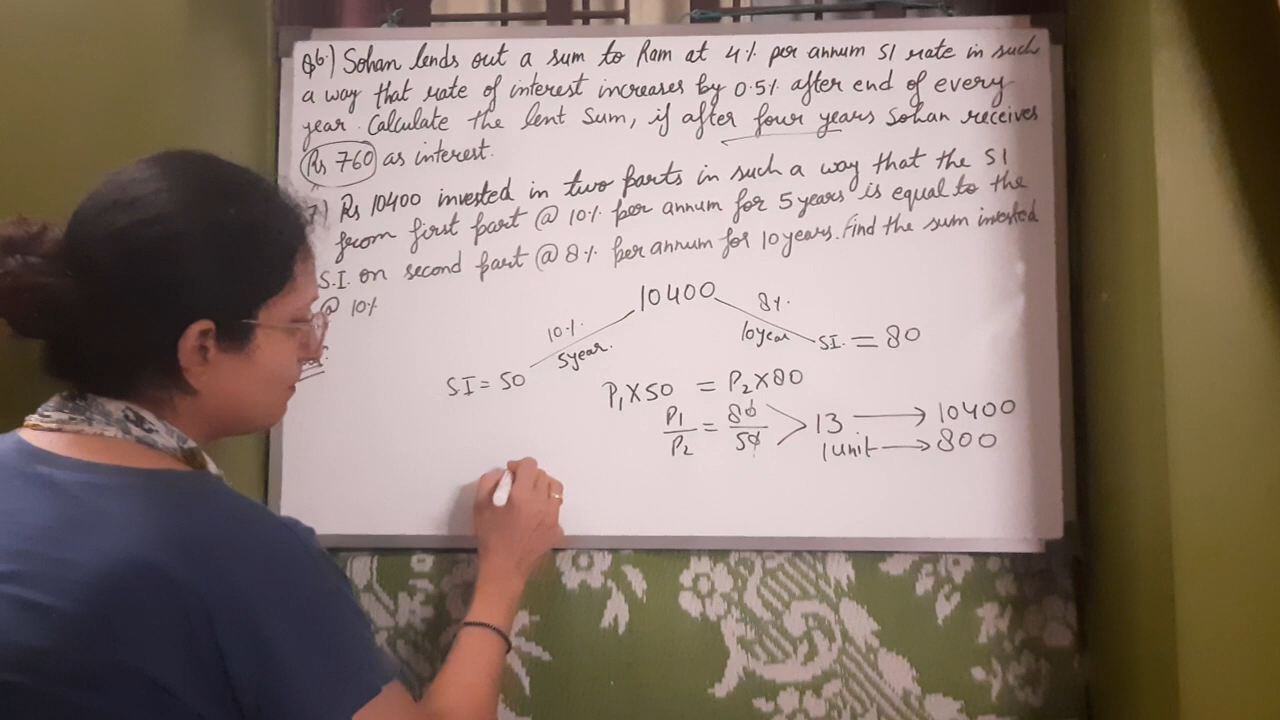 Q6.) Sohan lends out a sum to Ram at 4% per annum SI rate in such
a way that rate of interest increases by 0.5% after end of every
year. Calculate the lent sum, if after four years Sohan receives
Rs 760 as interest.
7) Rs 10400 invested in two parts in such a way that the SI
from first part @ 10% per annum for 5 years is equal to the
S.I. on second part @ 8% per annum for 10 years. Find the sum invested
@ 10%
10400
10%
5year.
8%
10year
SI = 50
SI. = 80
P1 X 50 = P2 X 80
P1/P2 = 80/50 > 13 → 10400
1 unit → 800